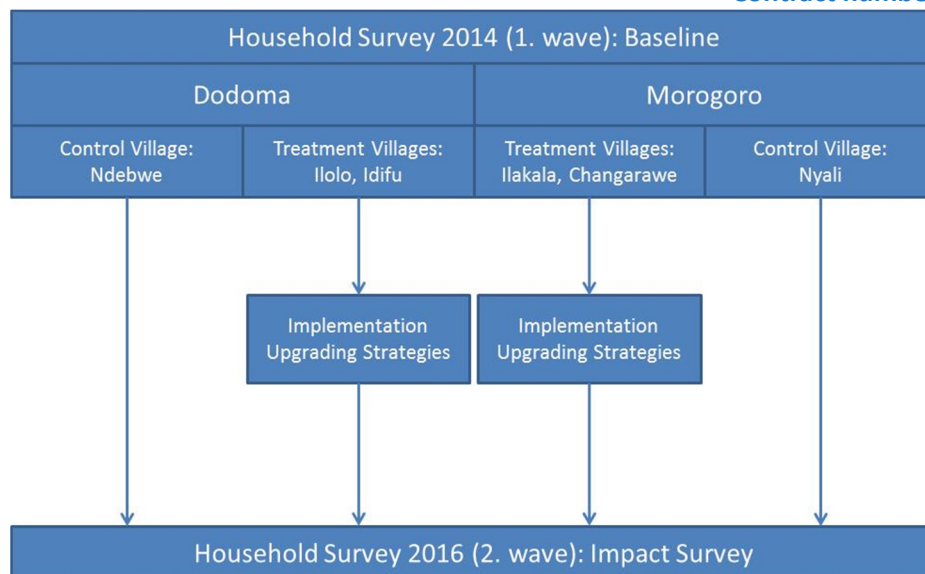 Household Survey 2014 (1. wave): Baseline
Dodoma
Morogoro
Control Village:
Ndebwe
Treatment Villages:
Ilolo, Idifu
Treatment Villages:
Ilakala, Changarawe
Control Village:
Nyali
Implementation
Upgrading Strategies
Implementation
Upgrading Strategies
Household Survey 2016 (2. wave): Impact Survey